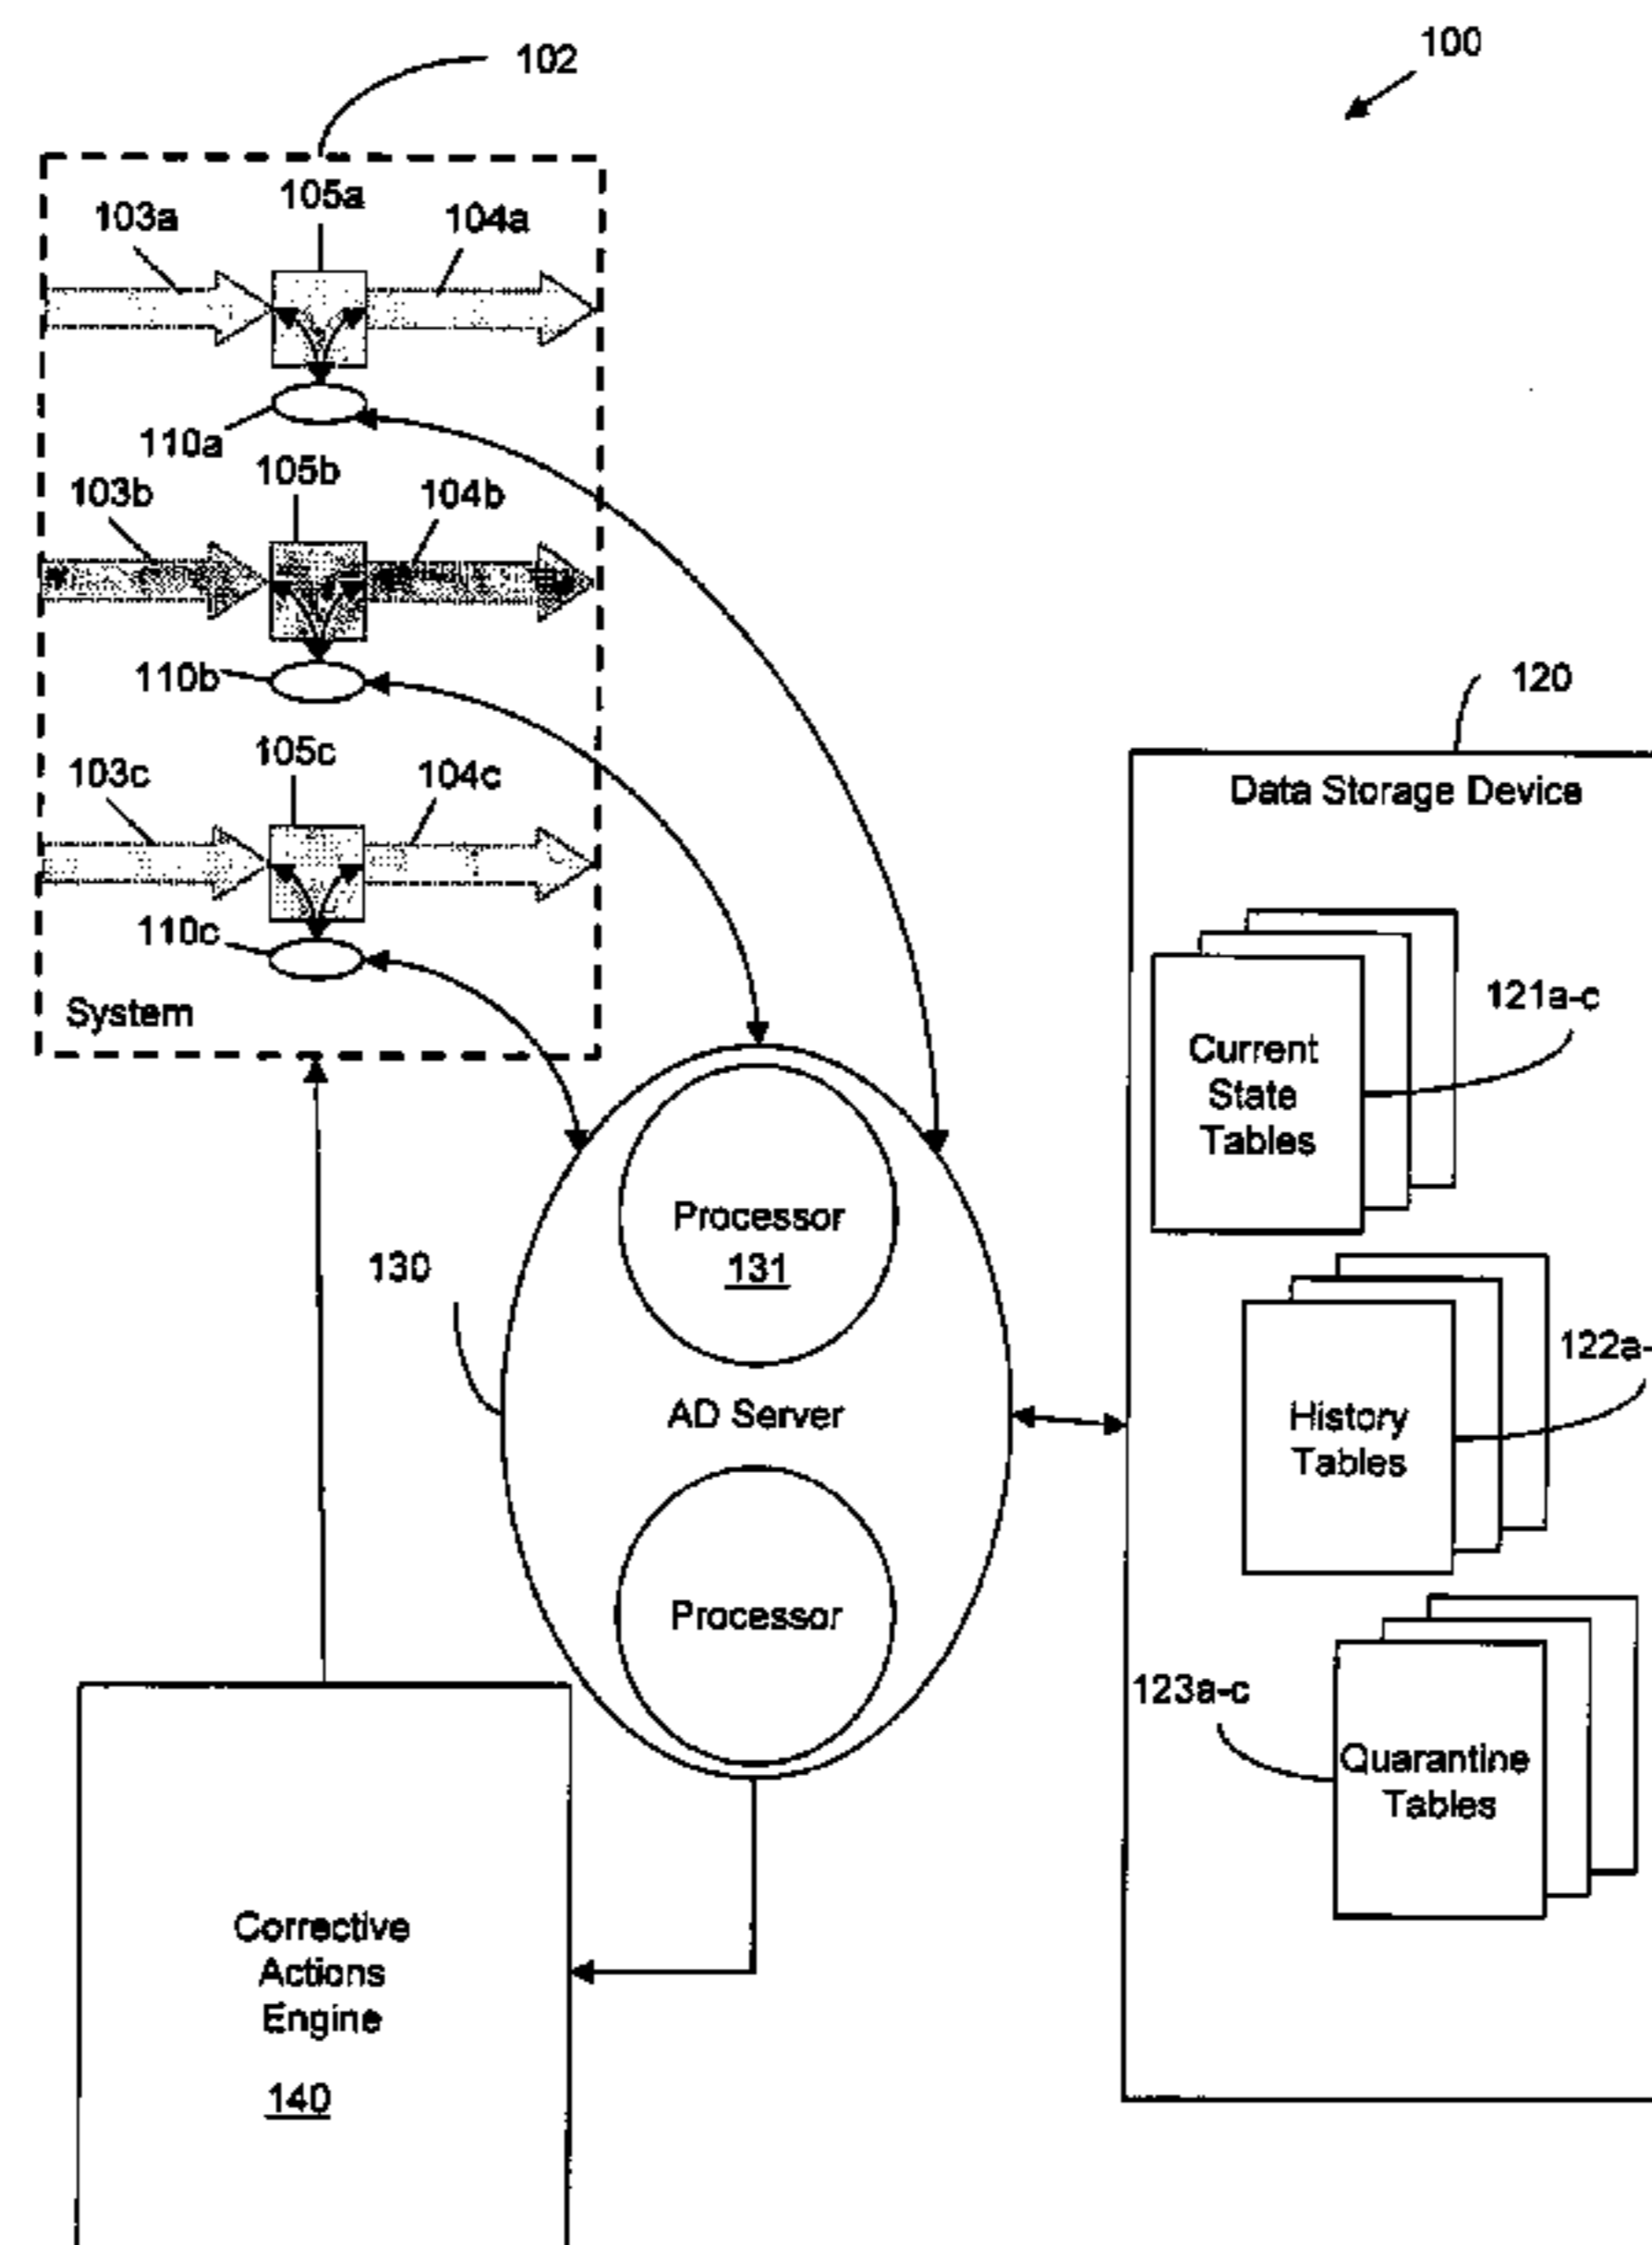 100
102
105a
103a
104a
110a
105b
103b
104b
110b
120
105c
103c
104c
Data Storage Device
110c
System
121a-c
Current
State
Tables
Processor
131
130
122a-
AD Server
History
Tables
Processor
123a-c
Quarantine
Tables
Corrective
Actions
Engine
140